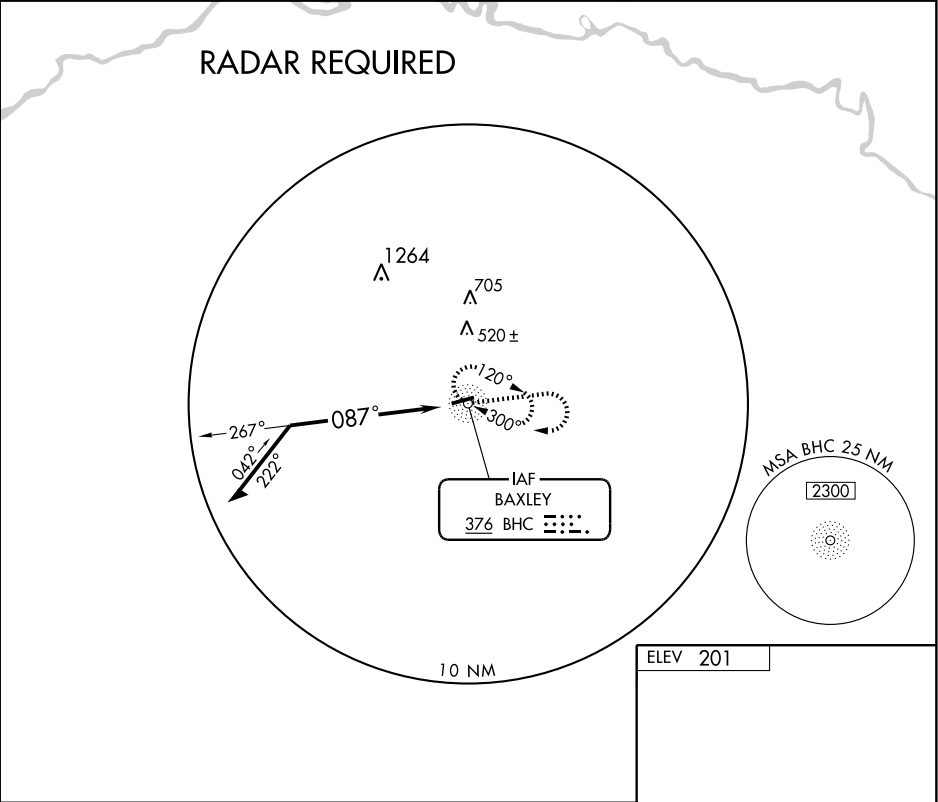 RADAR REQUIRED
1264
705
520 ±
120°
300°
087°
267°
042°
222°
IAF
BAXLEY
376 BHC
MSA BHC 25 NM
2300
10 NM
ELEV 201